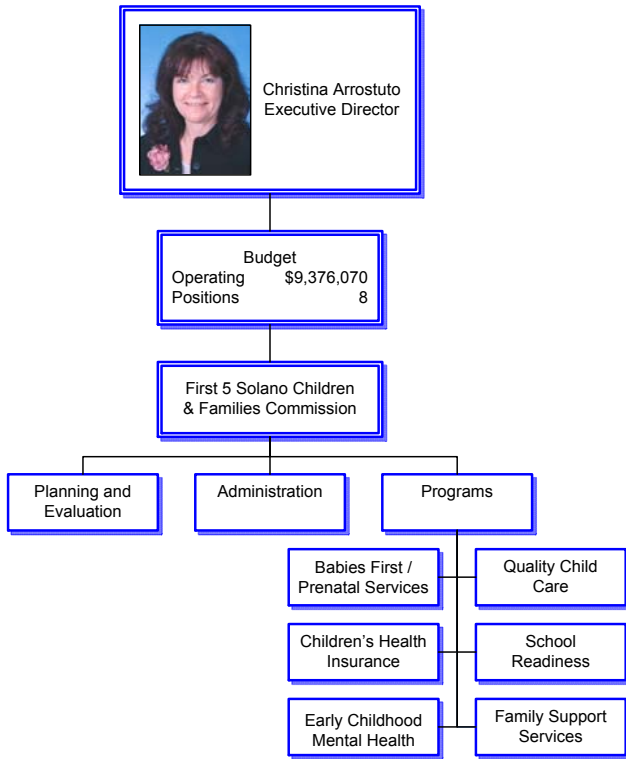 Christina Arrostuto
Executive Director
Budget
Operating $9,376,070
Positions 8
First 5 Solano Children
& Families Commission
Planning and
Evaluation
Administration
Programs
Babies First /
Prenatal Services
Quality Child
Care
Children’s Health
Insurance
School
Readiness
Early Childhood
Mental Health
Family Support
Services